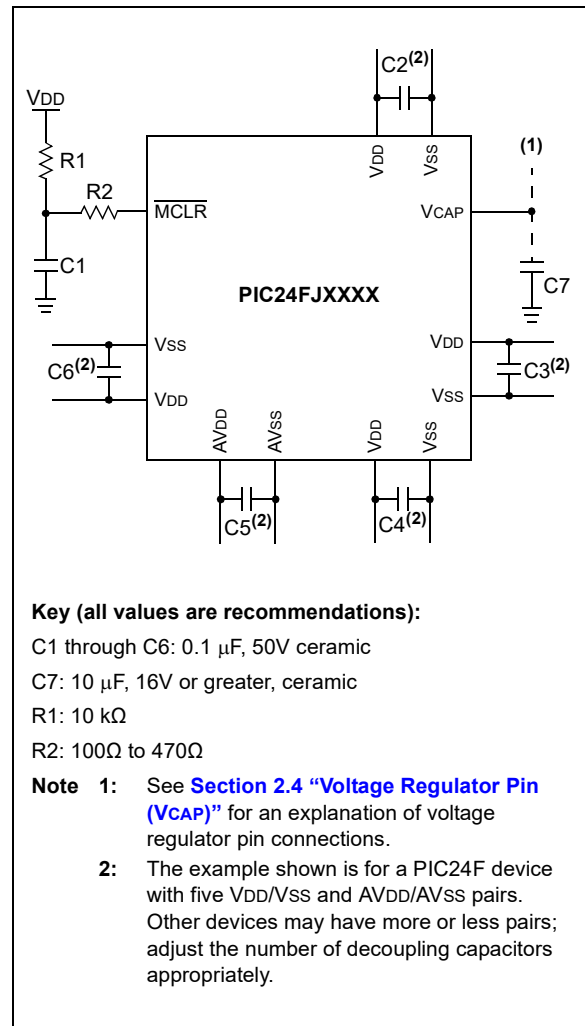 C2(2)
VDD
R1
R2
C1
MCLR
VDD
VSS
(1)
VCAP
C7
PIC24FJXXXX
VSS
C6(2)
VDD
VDD
C3(2)
VSS
AVDD
AVSS
VDD
VSS
C5(2)
C4(2)
Key (all values are recommendations):
C1 through C6: 0.1 μF, 50V ceramic
C7: 10 μF, 16V or greater, ceramic
R1: 10 kΩ
R2: 100Ω to 470Ω
Note 1: See Section 2.4 “Voltage Regulator Pin
(VCAP)” for an explanation of voltage
regulator pin connections.
2: The example shown is for a PIC24F device
with five VDD/VSS and AVDD/AVSS pairs.
Other devices may have more or less pairs;
adjust the number of decoupling capacitors
appropriately.